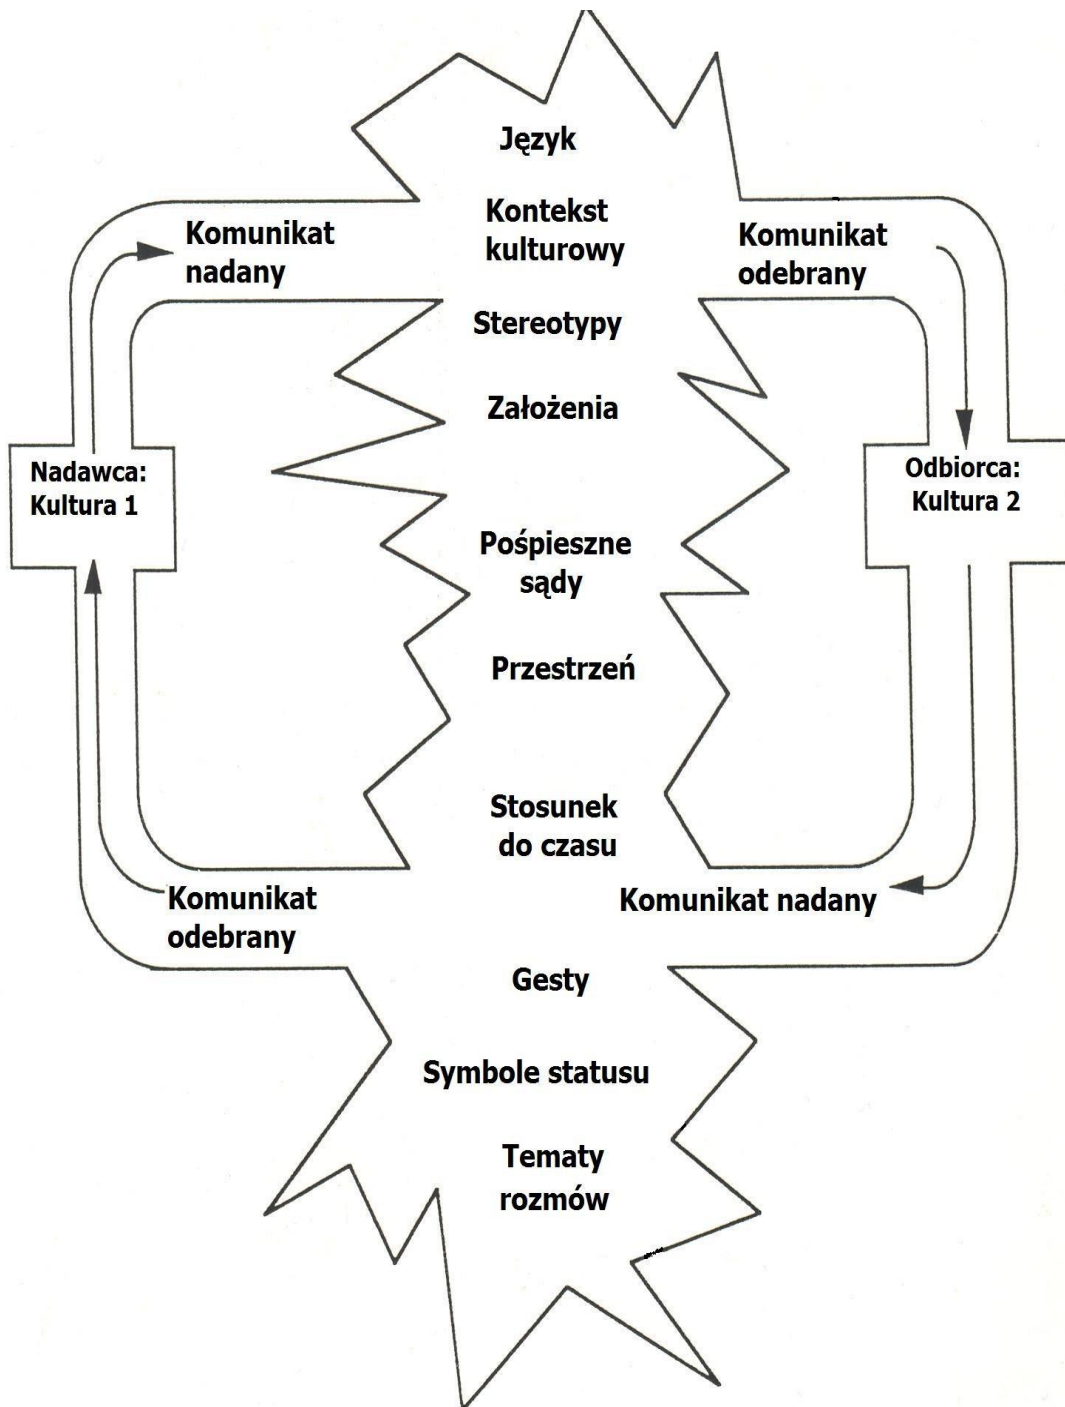 Język
Kontekst
kulturowy
Komunikat
nadany
Komunikat
odebrany
Stereotypy
Założenia
Nadawca:
Kultura 1
Odbiorca:
Kultura 2
Pośpieszne
sądy
Przestrzeń
Stosunek
do czasu
Komunikat
odebrany
Komunikat nadany
Gesty
Symbole statusu
Tematy
rozmów